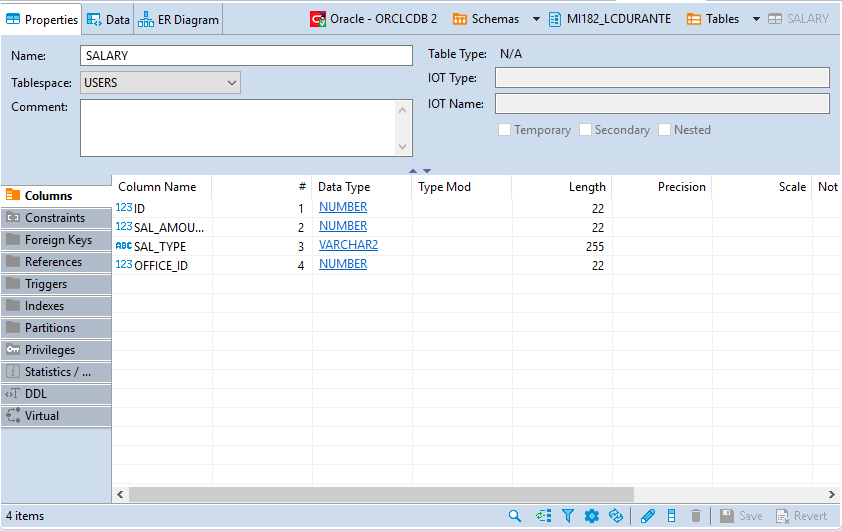 Properties Data ER Diagram Oracle - ORCLCDB 2 Schemas MI182_LCDURANTE Tables SALARY
Name: SALARY Table Type: N/A
Tablespace: USERS IOT Type:
Comment: IOT Name:
Temporary Secondary Nested
Column Name # Data Type Type Mod Length Precision Scale Not
Columns
Constraints
Foreign Keys
References
Triggers
Indexes
Partitions
Privileges
Statistics / ...
DDL
Virtual
123 ID 1 NUMBER 22
123 SAL_AMOU... 2 NUMBER 22
ABC SAL_TYPE 3 VARCHAR2 255
123 OFFICE_ID 4 NUMBER 22
4 items Save Revert